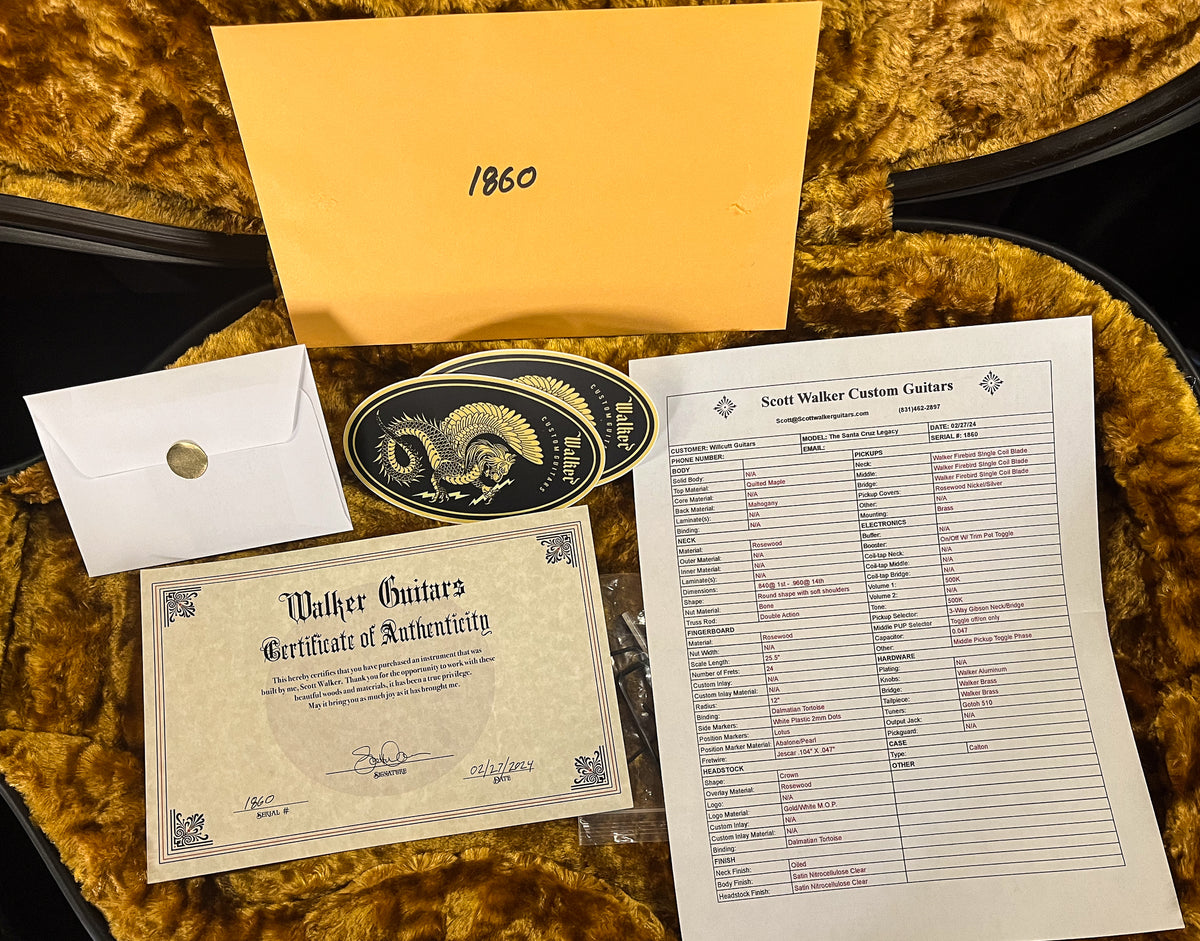 1860
Walker
CUSTOM GUITARS
Walker
CUSTOM GUIT
Walker Guitars
Certificate of Authenticity
This hereby certifies that you have purchased an instrument that was
built by me, Scott Walker. Thank you for the opportunity to work with these
beautful woods and materials, it has been a true privilege.
May it bring you as much joy as it has brought me.
SIGNATURE
02/27/2024
DATE
1860
SERIAL #
Scott Walker Custom Guitars
Scott@Scottwalkerguitars.com (831)462-2897
CUSTOMER: Willcutt Guitars
MODEL: The Santa Cruz Legacy
DATE: 02/27/24
PHONE NUMBER:
EMAIL:
SERIAL #: 1860
BODY
Solid Body: N/A
Top Material: Quilted Maple
Core Material: N/A
Back Material: Mahogany
Laminate(s): N/A
Binding: N/A
NECK
Material: Rosewood
Outer Material: N/A
Inner Material: N/A
Laminate(s): N/A
Dimensions: .840@ 1st - .960@ 14th
Shape: Round shape with soft shoulders
Nut Material: Bone
Truss Rod: Double Action
FINGERBOARD
Material: Rosewood
Nut Width: N/A
Scale Length: 25.5"
Number of Frets: 24
Custom Inlay: N/A
Custom Inlay Material: N/A
Radius: 12"
Binding: Dalmatian Tortoise
Side Markers: White Plastic 2mm Dots
Position Markers: Lotus
Position Marker Material: Abalone/Pearl
Fretwire: Jescar .104" X .047"
HEADSTOCK
Shape: Crown
Overlay Material: Rosewood
Logo: N/A
Logo Material: Gold/White M.O.P.
Custom Inlay: N/A
Custom Inlay Material: N/A
Binding: Dalmatian Tortoise
FINISH
Neck Finish: Oiled
Body Finish: Satin Nitrocellulose Clear
Headstock Finish: Satin Nitrocellulose Clear
PICKUPS
Neck: Walker Firebird Single Coil Blade
Middle: Walker Firebird Single Coil Blade
Bridge: Walker Firebird Single Coil Blade
Pickup Covers: Rosewood Nickel/Silver
Other: N/A
Mounting: Brass
ELECTRONICS
Buffer: N/A
Booster: On/Off W/ Trim Pot Toggle
Coil-tap Neck: N/A
Coil-tap Middle: N/A
Coil-tap Bridge: N/A
Volume 1: 500K
Volume 2: N/A
Tone: 500K
Pickup Selector: 3-Way Gibson Neck/Bridge
Middle PUP Selector Toggle off/on only
Capacitor: 0.047
Other: Middle Pickup Toggle Phase
HARDWARE
Plating: N/A
Knobs: Walker Aluminum
Bridge: Walker Brass
Tailpiece: Walker Brass
Tuners: Gotoh 510
Output Jack: N/A
Pickguard: N/A
CASE
Type: Calton
OTHER